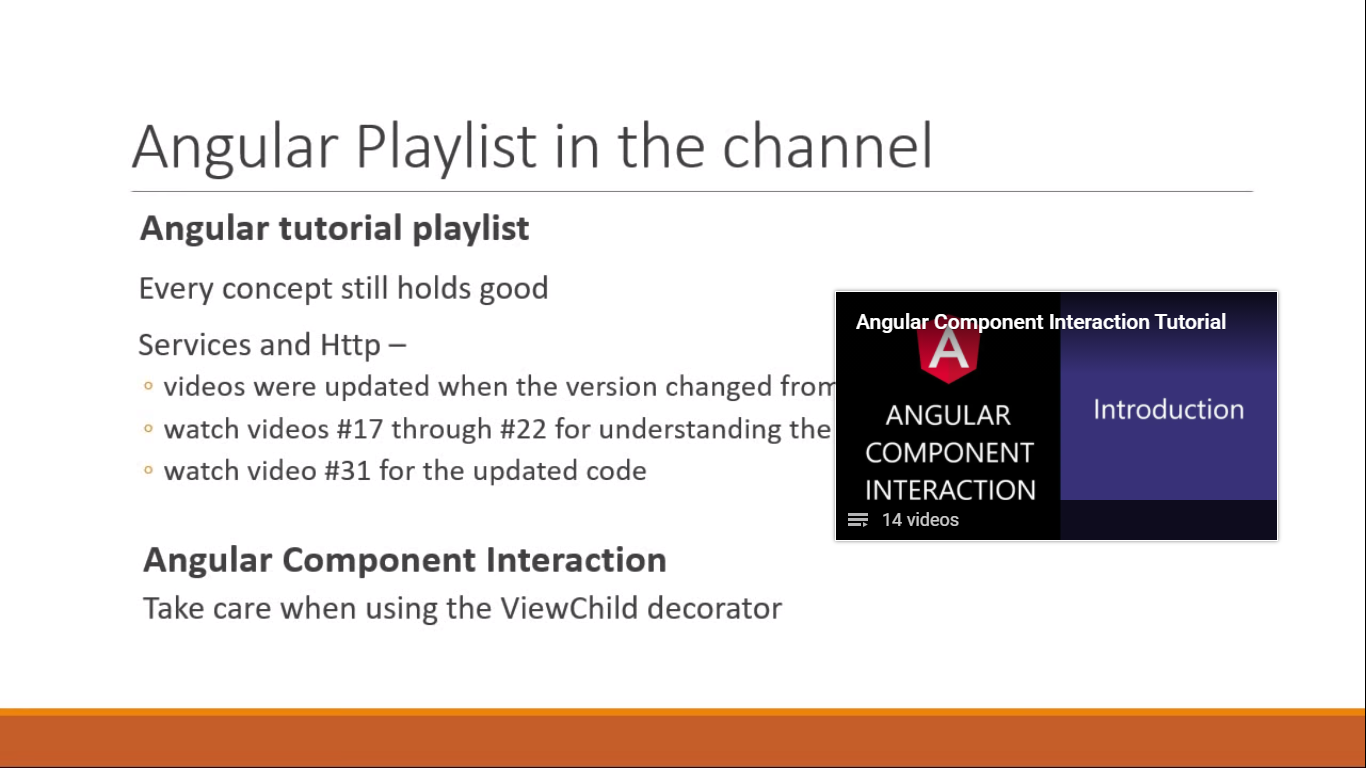 Angular Playlist in the channel
Angular tutorial playlist
Every concept still holds good
Services and Http –
videos were updated when the version changed from
watch videos #17 through #22 for understanding the
watch video #31 for the updated code
Angular Component Interaction Tutorial
A
ANGULAR
COMPONENT
INTERACTION
Introduction
14 videos
Angular Component Interaction
Take care when using the ViewChild decorator